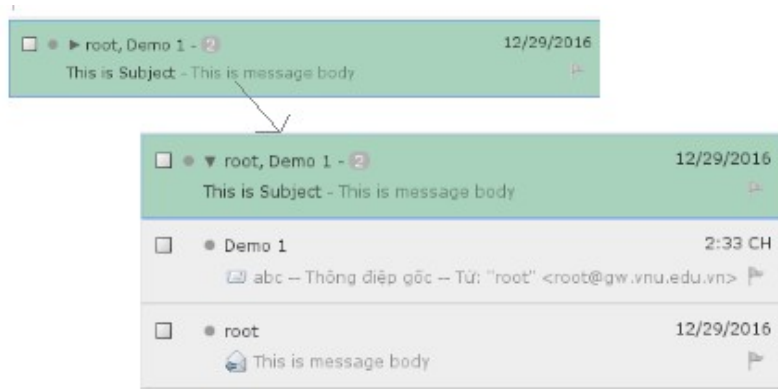 root, Demo 1 - 2 12/29/2016
This is Subject - This is message body
root, Demo 1 - 2 12/29/2016
This is Subject - This is message body
Demo 1 2:33 CH
abc -- Thông điệp gốc -- Từ: "root" <root@gw.vnu.edu.vn>
root 12/29/2016
This is message body